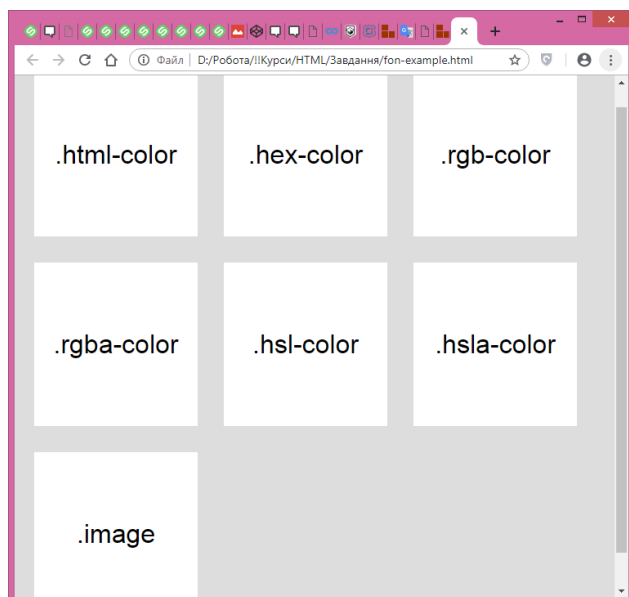 Файл D:/Робота/!!Курси/HTML/Завдання/fon-example.html
.html-color .hex-color .rgb-color
.rgba-color .hsl-color .hsla-color
.image